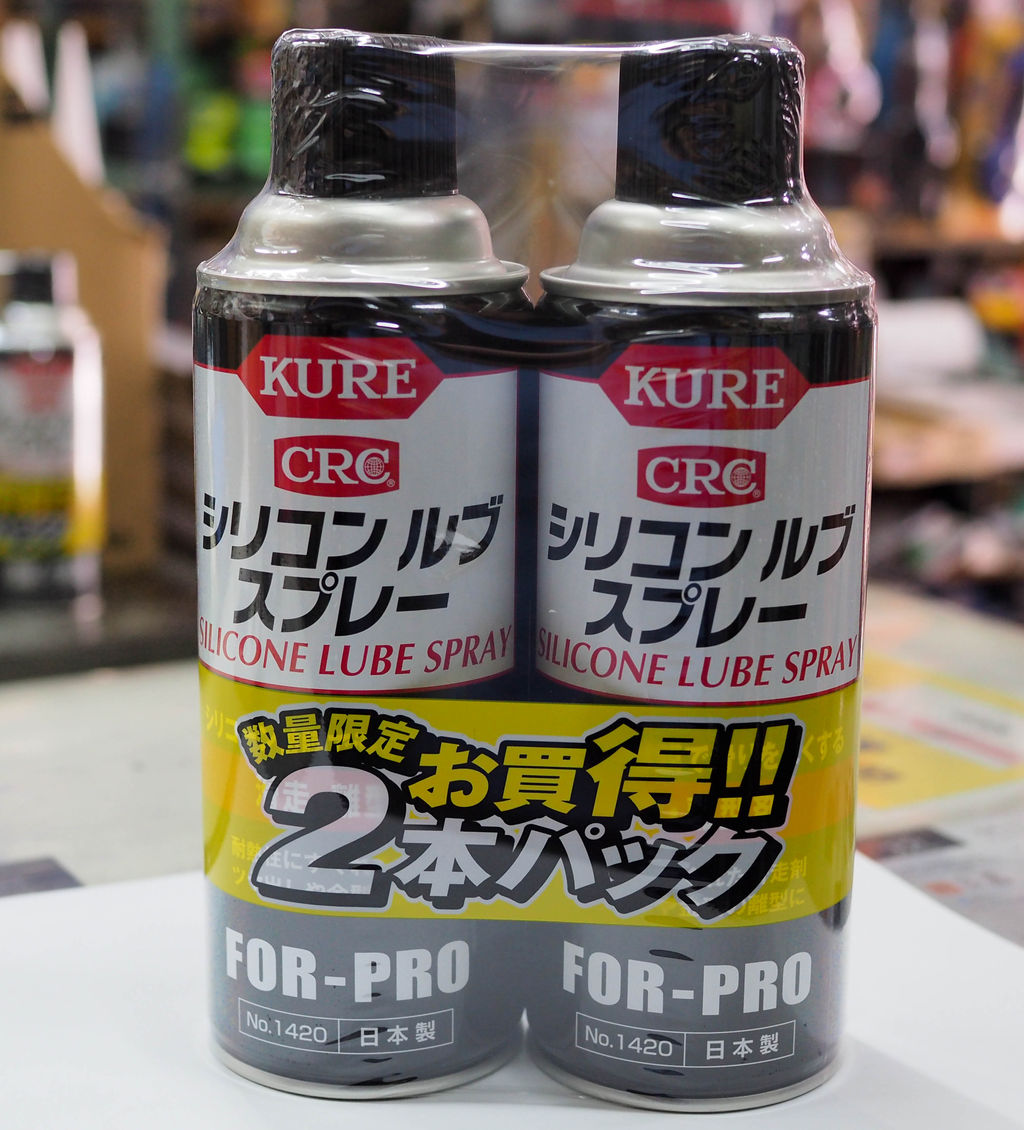 KURE
CRC
シリコン ルブ
スプレー
SILICONE LUBE SPRAY
KURE
CRC
シリコン ルブ
スプレー
SILICONE LUBE SPRAY
数量限定
お買得!!
2本パック
FOR-PRO
No.1420 日本製
FOR-PRO
No.1420 日本製